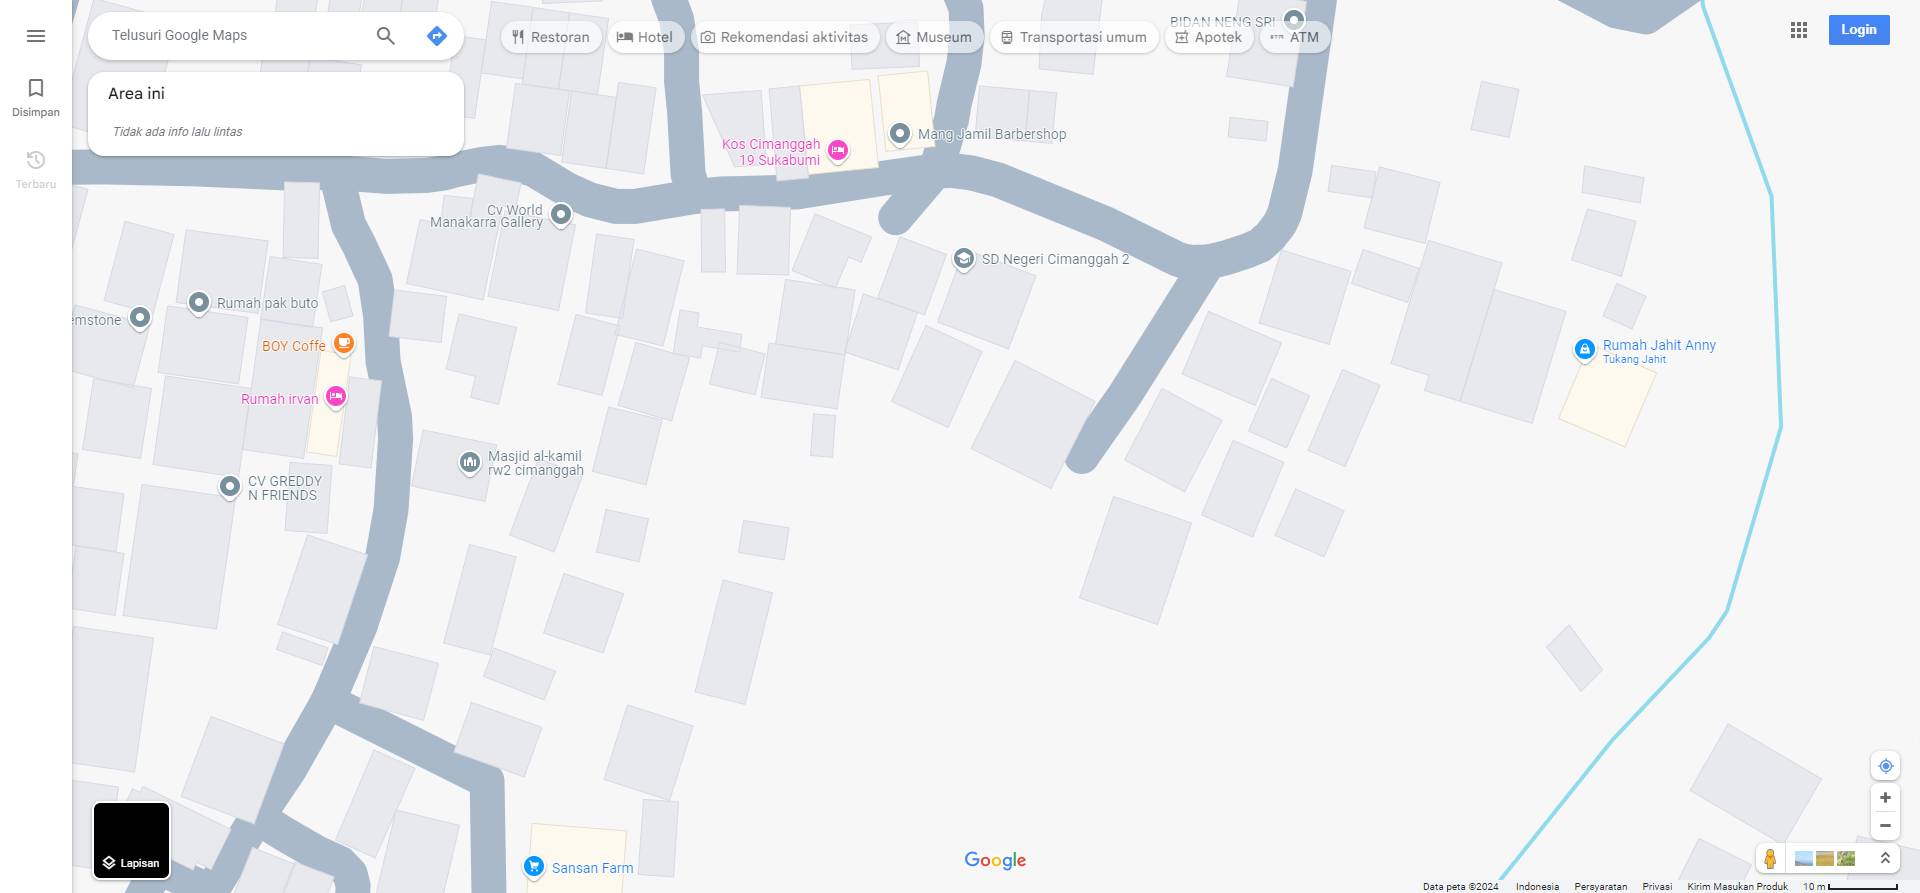 Telusuri Google Maps
Restoran
Hotel
Rekomendasi aktivitas
Museum
Transportasi umum
Apotek
ATM
BIDAN NENG SRI
Login
Disimpan
Terbaru
Area ini
Tidak ada info lalu lintas
Kos Cimanggah
19 Sukabumi
Mang Jamil Barbershop
Cv World
Manakarra Gallery
SD Negeri Cimanggah 2
Rumah pak buto
emstone
BOY Coffe
Rumah irvan
Rumah Jahit Anny
Tukang Jahit
Masjid al-kamil
rw2 cimanggah
CV GREDDY
N FRIENDS
Sansan Farm
Lapisan
Google
Data peta ©2024
Indonesia
Persyaratan
Privasi
Kirim Masukan Produk
10 m